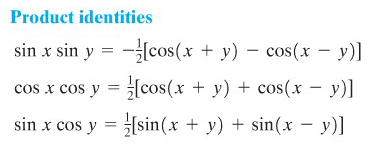 Product identities
sin x sin y = −½[cos(x + y) − cos(x − y)]
cos x cos y = ½[cos(x + y) + cos(x − y)]
sin x cos y = ½[sin(x + y) + sin(x − y)]